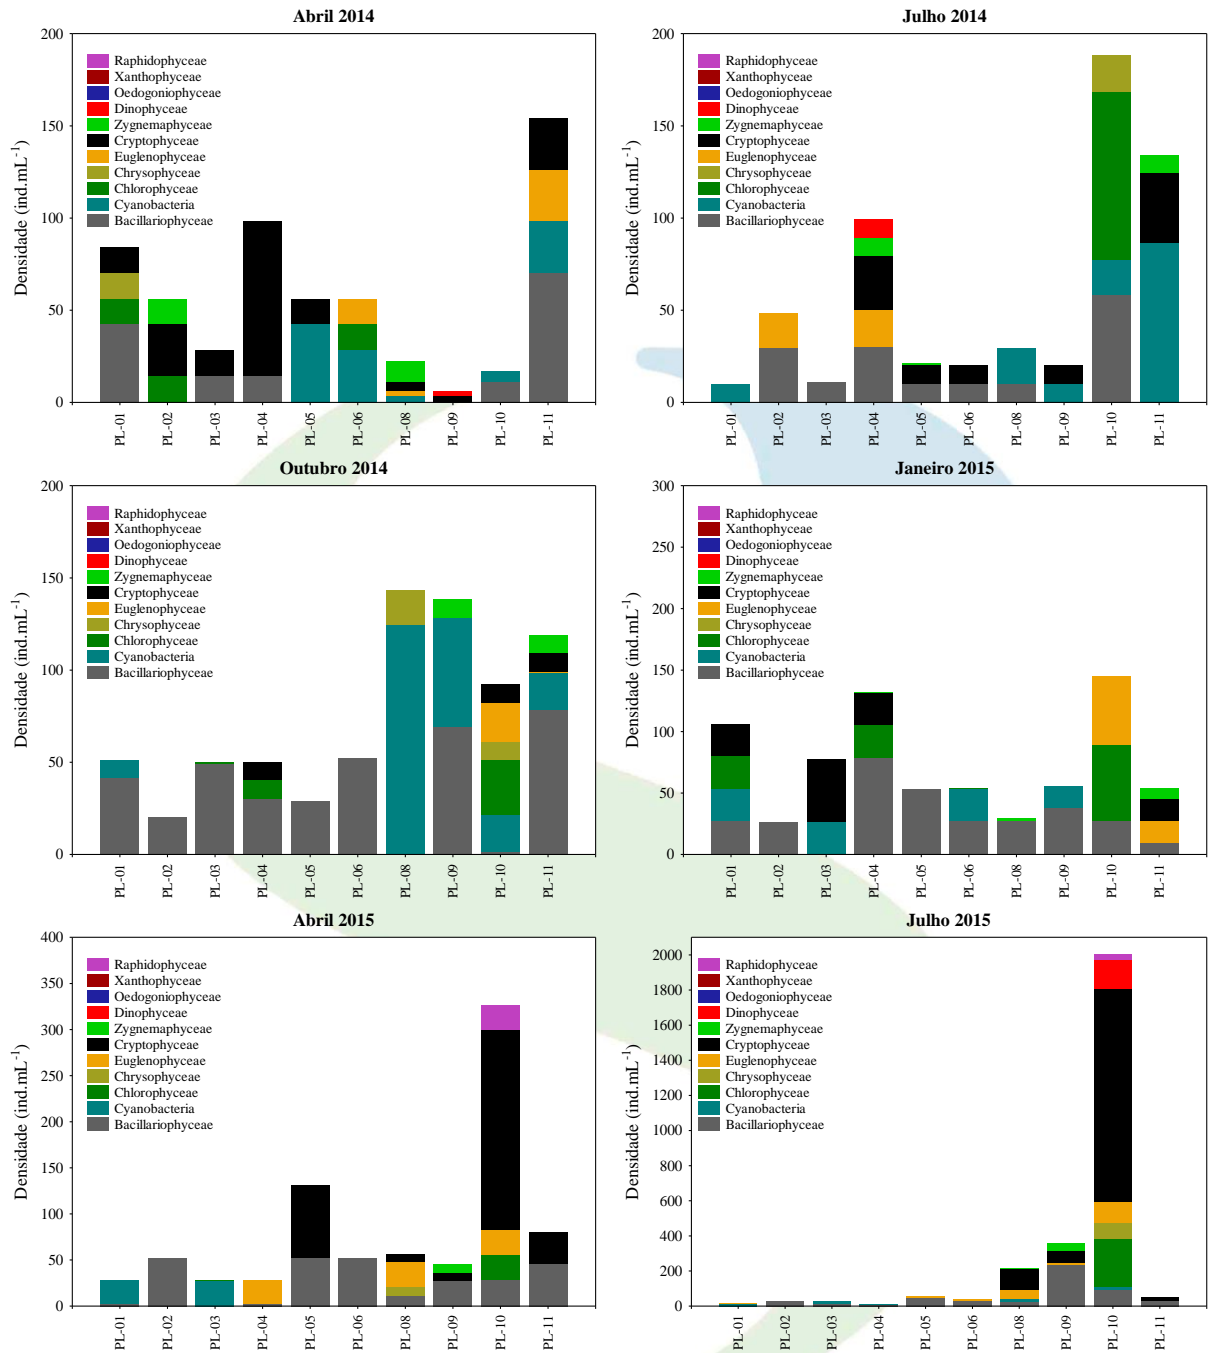 Abril 2014
200
150
100
50
0
Densidade (ind.mL-1)
Raphidophyceae
Xanthophyceae
Oedogoniophyceae
Dinophyceae
Zygnemaphyceae
Cryptophyceae
Euglenophyceae
Chrysophyceae
Chlorophyceae
Cyanobacteria
Bacillariophyceae
PL-01 PL-02 PL-03 PL-04 PL-05 PL-06 PL-08 PL-09 PL-10 PL-11
Julho 2014
200
150
100
50
0
Densidade (ind.mL-1)
Raphidophyceae
Xanthophyceae
Oedogoniophyceae
Dinophyceae
Zygnemaphyceae
Cryptophyceae
Euglenophyceae
Chrysophyceae
Chlorophyceae
Cyanobacteria
Bacillariophyceae
PL-01 PL-02 PL-03 PL-04 PL-05 PL-06 PL-08 PL-09 PL-10 PL-11
Outubro 2014
200
150
100
50
0
Densidade (ind.mL-1)
Raphidophyceae
Xanthophyceae
Oedogoniophyceae
Dinophyceae
Zygnemaphyceae
Cryptophyceae
Euglenophyceae
Chrysophyceae
Chlorophyceae
Cyanobacteria
Bacillariophyceae
PL-01 PL-02 PL-03 PL-04 PL-05 PL-06 PL-08 PL-09 PL-10 PL-11
Janeiro 2015
300
250
200
150
100
50
0
Densidade (ind.mL-1)
Raphidophyceae
Xanthophyceae
Oedogoniophyceae
Dinophyceae
Zygnemaphyceae
Cryptophyceae
Euglenophyceae
Chrysophyceae
Chlorophyceae
Cyanobacteria
Bacillariophyceae
PL-01 PL-02 PL-03 PL-04 PL-05 PL-06 PL-08 PL-09 PL-10 PL-11
Abril 2015
400
350
300
250
200
150
100
50
0
Densidade (ind.mL-1)
Raphidophyceae
Xanthophyceae
Oedogoniophyceae
Dinophyceae
Zygnemaphyceae
Cryptophyceae
Euglenophyceae
Chrysophyceae
Chlorophyceae
Cyanobacteria
Bacillariophyceae
PL-01 PL-02 PL-03 PL-04 PL-05 PL-06 PL-08 PL-09 PL-10 PL-11
Julho 2015
2000
1800
1600
1400
1200
1000
800
600
400
200
0
Densidade (ind.mL-1)
Raphidophyceae
Xanthophyceae
Oedogoniophyceae
Dinophyceae
Zygnemaphyceae
Cryptophyceae
Euglenophyceae
Chrysophyceae
Chlorophyceae
Cyanobacteria
Bacillariophyceae
PL-01 PL-02 PL-03 PL-04 PL-05 PL-06 PL-08 PL-09 PL-10 PL-11